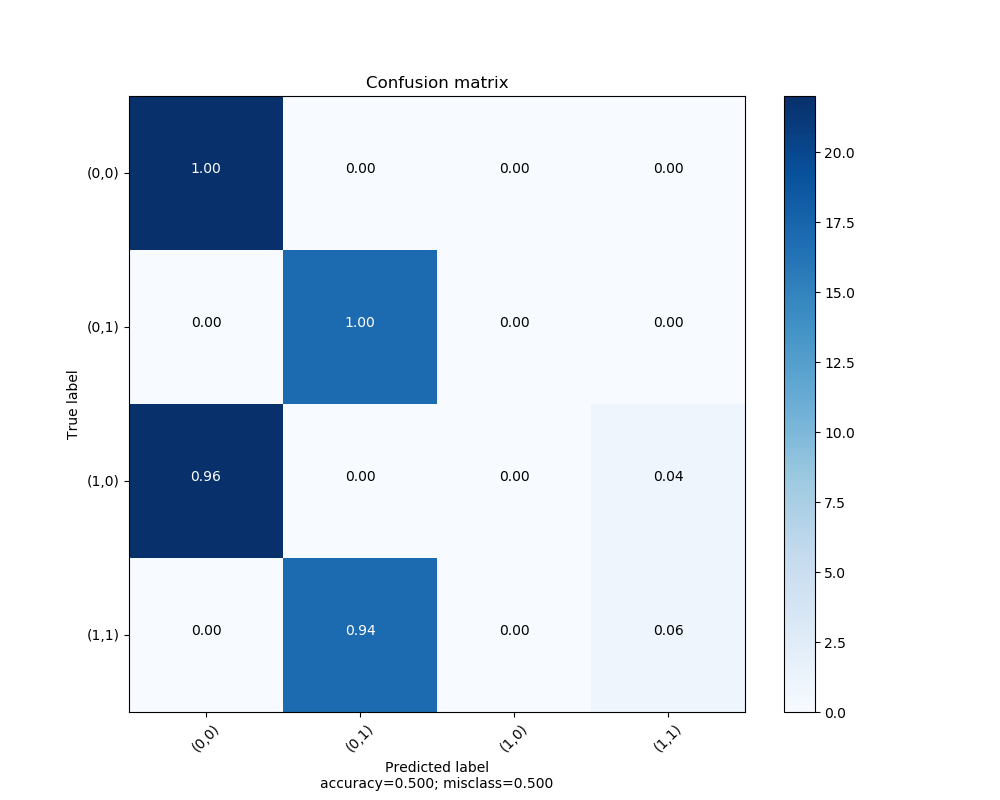 Confusion matrix
(0,0) 1.00 0.00 0.00 0.00
(0,1) 0.00 1.00 0.00 0.00
(1,0) 0.96 0.00 0.00 0.04
(1,1) 0.00 0.94 0.00 0.06
True label
(0,0) (0,1) (1,0) (1,1)
Predicted label
accuracy=0.500; misclass=0.500
20.0
17.5
15.0
12.5
10.0
7.5
5.0
2.5
0.0